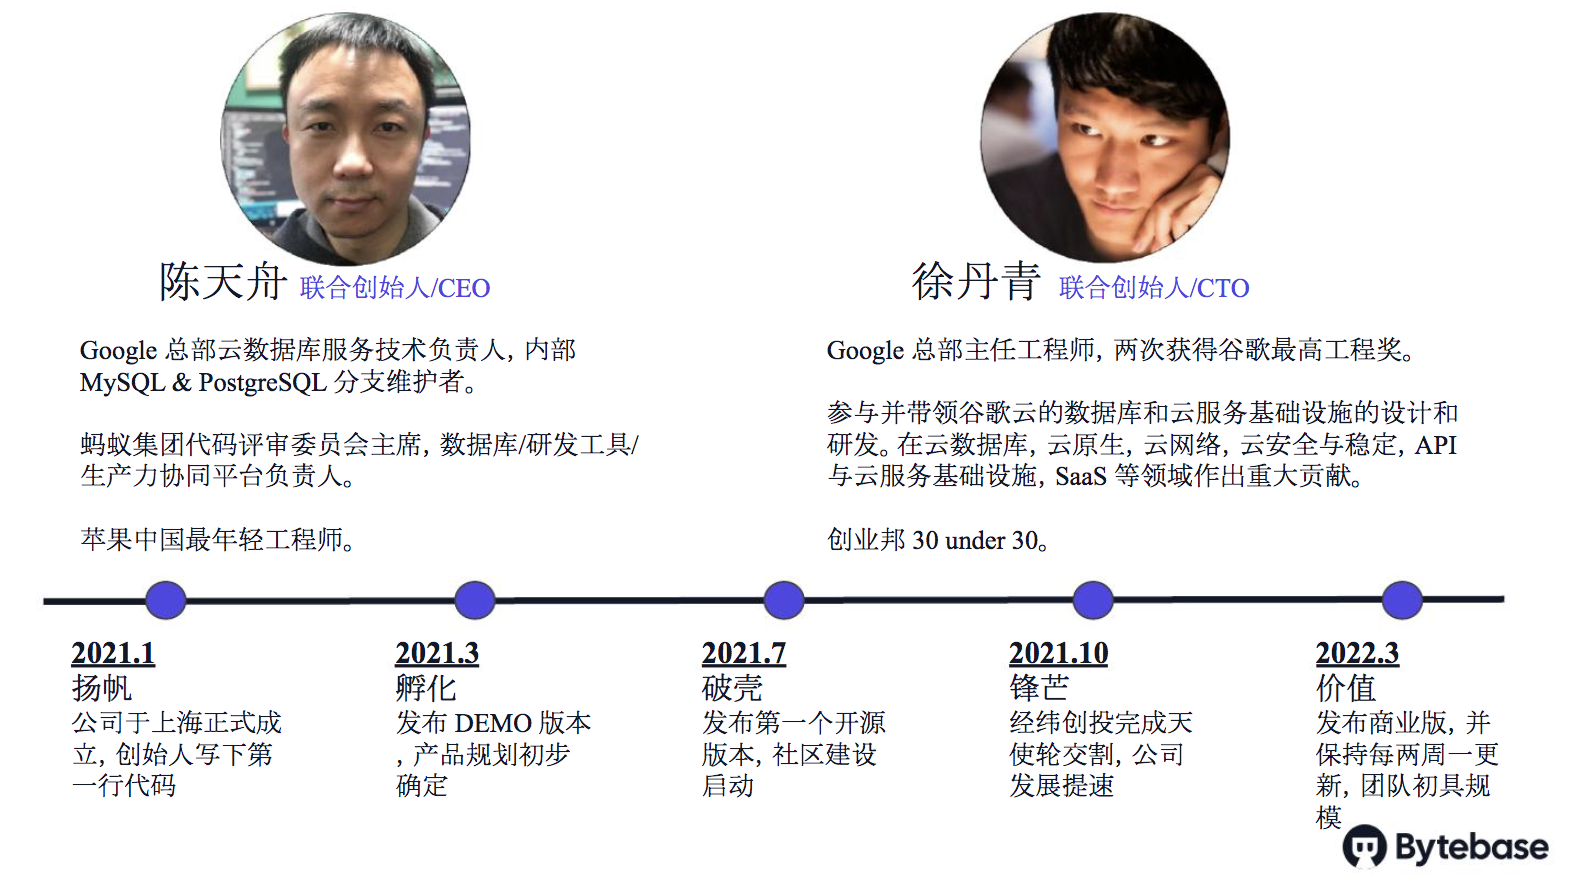 陈天舟 联合创始人/CEO
Google 总部云数据库服务技术负责人，内部
MySQL & PostgreSQL 分支维护者。
蚂蚁集团代码评审委员会主席，数据库/研发工具/
生产力协同平台负责人。
苹果中国最年轻工程师。
徐丹青 联合创始人/CTO
Google 总部主任工程师，两次获得谷歌最高工程奖。
参与并带领谷歌云的数据库和云服务基础设施的设计和
研发。在云数据库，云原生，云网络，云安全与稳定，API
与云服务基础设施，SaaS 等领域作出重大贡献。
创业邦 30 under 30。
2021.1
扬帆
公司于上海正式成
立，创始人写下第
一行代码
2021.3
孵化
发布 DEMO 版本
，产品规划初步
确定
2021.7
破壳
发布第一个开源
版本，社区建设
启动
2021.10
锋芒
经纬创投完成天
使轮交割，公司
发展提速
2022.3
价值
发布商业版，并
保持每两周一更
新，团队初具规
模
Bytebase